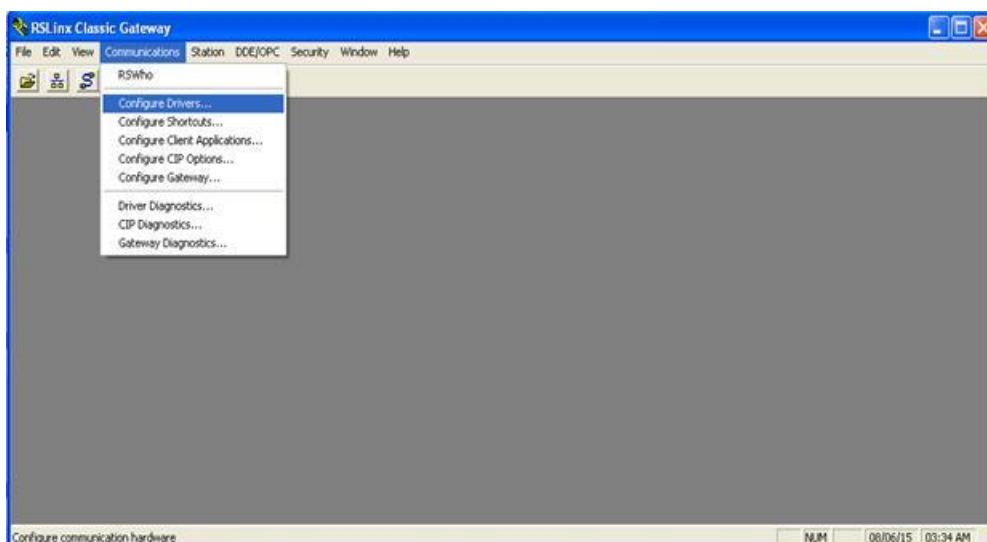 RSLinx Classic Gateway
File Edit View Communications Station DDE/OPC Security Window Help
RSWho
Configure Drivers...
Configure Shortcuts...
Configure Client Applications...
Configure CIP Options...
Configure Gateway...
Driver Diagnostics...
CIP Diagnostics...
Gateway Diagnostics...
Configure communication hardware NUM 08/06/15 03:34 AM